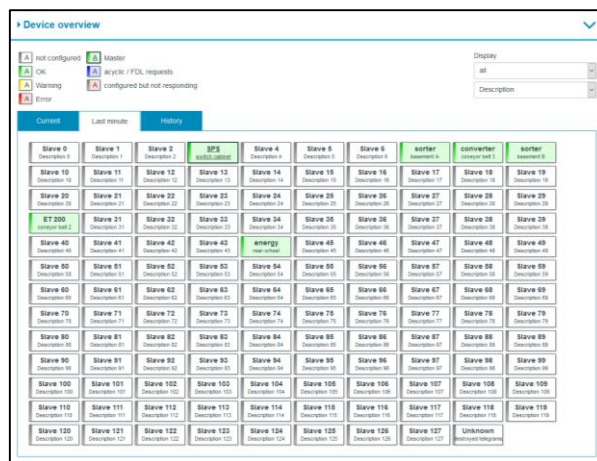 Device overview
A not configured A Master
A OK A acyclic / FDL requests
A Warning A configured but not responding
A Error
Display
all
Description
Current Last minute History
Slave 0 Slave 1 Slave 2 SPS Slave 4 Slave 5 Slave 6 sorter converter sorter
Description 0 Description 1 Description 2 switch cabinet Description 4 Description 5 Description 6 basement A conveyor belt 3 basement B
Slave 10 Slave 11 Slave 12 Slave 13 Slave 14 Slave 15 Slave 16 Slave 17 Slave 18 Slave 19
Description 10 Description 11 Description 12 Description 13 Description 14 Description 15 Description 16 Description 17 Description 18 Description 19
Slave 20 Slave 21 Slave 22 Slave 23 Slave 24 Slave 25 Slave 26 Slave 27 Slave 28 Slave 29
Description 20 Description 21 Description 22 Description 23 Description 24 Description 25 Description 26 Description 27 Description 28 Description 29
ET 200 Slave 31 Slave 32 Slave 33 Slave 34 Slave 35 Slave 36 Slave 37 Slave 38 Slave 39
conveyor belt 2 Description 31 Description 32 Description 33 Description 34 Description 35 Description 36 Description 37 Description 38 Description 39
Slave 40 Slave 41 Slave 42 Slave 43 energy Slave 45 Slave 46 Slave 47 Slave 48 Slave 49
Description 40 Description 41 Description 42 Description 43 rear-wheel Description 45 Description 46 Description 47 Description 48 Description 49
Slave 50 Slave 51 Slave 52 Slave 53 Slave 54 Slave 55 Slave 56 Slave 57 Slave 58 Slave 59
Description 50 Description 51 Description 52 Description 53 Description 54 Description 55 Description 56 Description 57 Description 58 Description 59
Slave 60 Slave 61 Slave 62 Slave 63 Slave 64 Slave 65 Slave 66 Slave 67 Slave 68 Slave 69
Description 60 Description 61 Description 62 Description 63 Description 64 Description 65 Description 66 Description 67 Description 68 Description 69
Slave 70 Slave 71 Slave 72 Slave 73 Slave 74 Slave 75 Slave 76 Slave 77 Slave 78 Slave 79
Description 70 Description 71 Description 72 Description 73 Description 74 Description 75 Description 76 Description 77 Description 78 Description 79
Slave 80 Slave 81 Slave 82 Slave 83 Slave 84 Slave 85 Slave 86 Slave 87 Slave 88 Slave 89
Description 80 Description 81 Description 82 Description 83 Description 84 Description 85 Description 86 Description 87 Description 88 Description 89
Slave 90 Slave 91 Slave 92 Slave 93 Slave 94 Slave 95 Slave 96 Slave 97 Slave 98 Slave 99
Description 90 Description 91 Description 92 Description 93 Description 94 Description 95 Description 96 Description 97 Description 98 Description 99
Slave 100 Slave 101 Slave 102 Slave 103 Slave 104 Slave 105 Slave 106 Slave 107 Slave 108 Slave 109
Description 100 Description 101 Description 102 Description 103 Description 104 Description 105 Description 106 Description 107 Description 108 Description 109
Slave 110 Slave 111 Slave 112 Slave 113 Slave 114 Slave 115 Slave 116 Slave 117 Slave 118 Slave 119
Description 110 Description 111 Description 112 Description 113 Description 114 Description 115 Description 116 Description 117 Description 118 Description 119
Slave 120 Slave 121 Slave 122 Slave 123 Slave 124 Slave 125 Slave 126 Slave 127 Unknown
Description 120 Description 121 Description 122 Description 123 Description 124 Description 125 Description 126 Description 127 destroyed telegrams